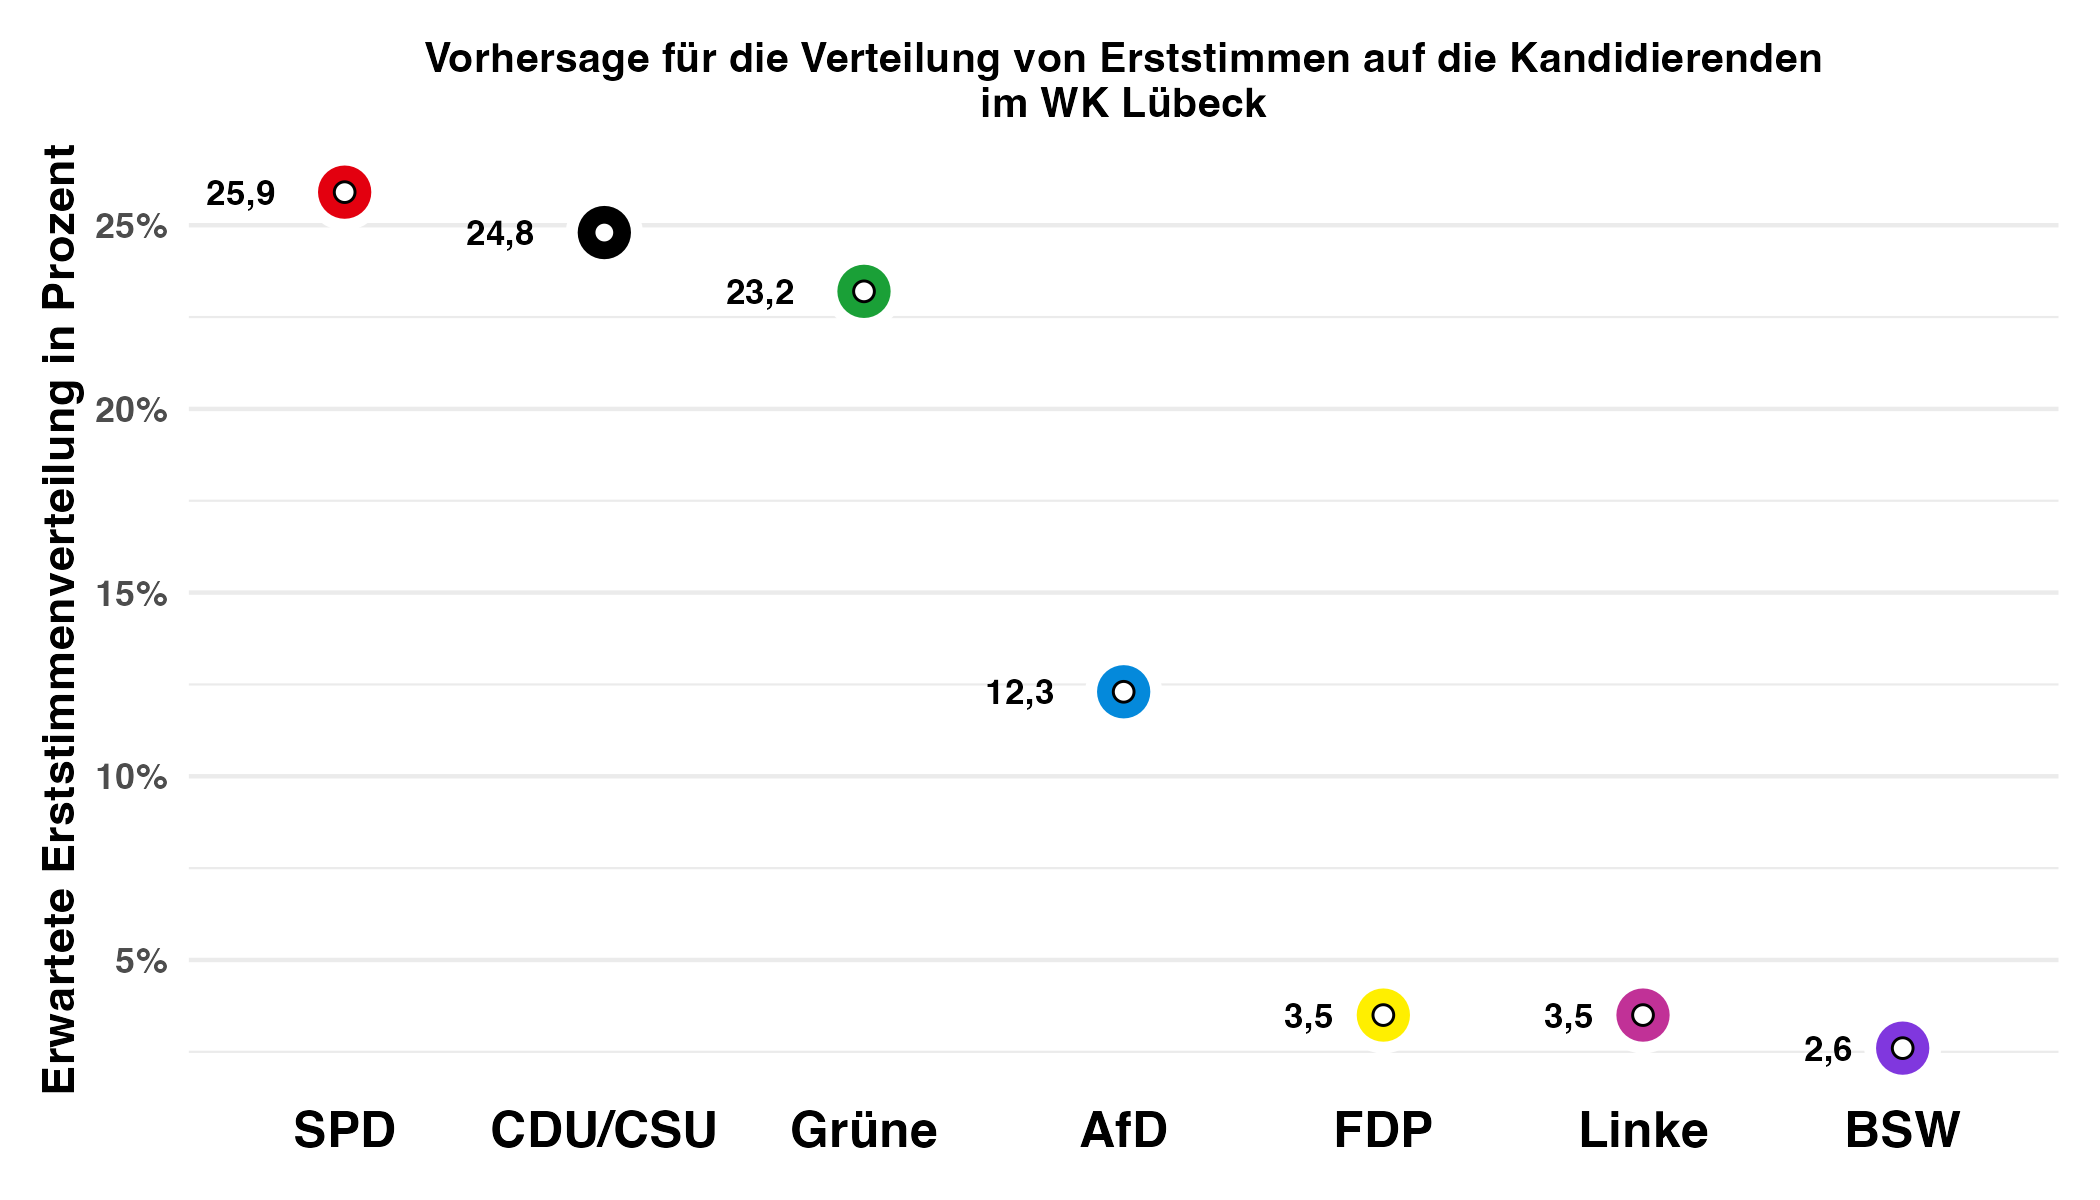 Vorhersage für die Verteilung von Erststimmen auf die Kandidierenden
im WK Lübeck
Erwartete Erststimmenverteilung in Prozent
25%
20%
15%
10%
5%
25,9
24,8
23,2
12,3
3,5
3,5
2,6
SPD
CDU/CSU
Grüne
AfD
FDP
Linke
BSW